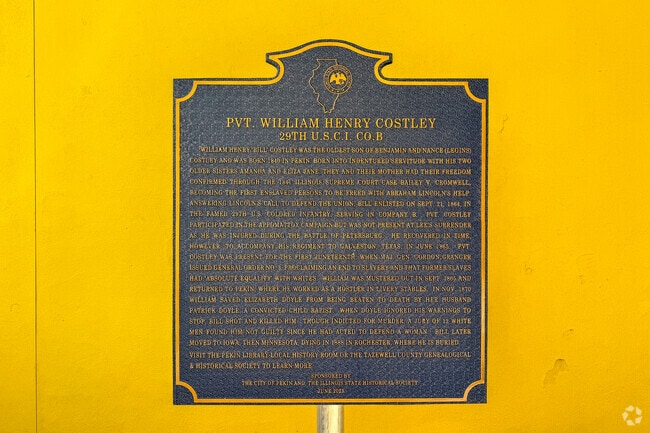 PVT. WILLIAM HENRY COSTLEY
29TH U.S.C.I. CO.B
WILLIAM HENRY, BILL, COSTLEY WAS THE OLDEST SON OF BENJAMIN AND NANCE (LEGINS)
COSTLEY AND WAS BORN 1840 IN PEKIN. BORN INTO INDENTURED SERVITUDE WITH HIS TWO
OLDER SISTERS AMANDA AND ELIZA JANE, THEY AND THEIR MOTHER HAD THEIR FREEDOM
CONFIRMED THROUGH THE 1841 ILLINOIS SUPREME COURT CASE BAILEY V. CROMWELL,
BECOMING THE FIRST ENSLAVED PERSONS TO BE FREED WITH ABRAHAM LINCOLN'S HELP.
ANSWERING LINCOLN'S CALL TO DEFEND THE UNION, BILL ENLISTED ON SEPT. 21, 1864, IN
THE FAMED 29TH U.S. COLORED INFANTRY, SERVING IN COMPANY B. PVT. COSTLEY
PARTICIPATED IN THE APPOMATTOX CAMPAIGN BUT WAS NOT PRESENT AT LEE'S SURRENDER
AS HE WAS INJURED DURING THE BATTLE OF PETERSBURG. HE RECOVERED IN TIME,
HOWEVER, TO ACCOMPANY HIS REGIMENT TO GALVESTON, TEXAS, IN JUNE 1865. PVT.
COSTLEY WAS PRESENT FOR THE FIRST JUNETEENTH, WHEN MAJ. GEN. GORDON GRANGER
ISSUED GENERAL ORDER NO. 3, PROCLAIMING AN END TO SLAVERY AND THAT FORMER SLAVES
HAD "ABSOLUTE EQUALITY" WITH WHITES. WILLIAM WAS MUSTERED OUT IN SEPT. 1865 AND
RETURNED TO PEKIN, WHERE HE WORKED AS A HOSTLER IN LIVERY STABLES. IN NOV. 1870
WILLIAM SAVED ELIZABETH DOYLE FROM BEING BEATEN TO DEATH BY HER HUSBAND
PATRICK DOYLE, A CONVICTED CHILD RAPIST. WHEN DOYLE IGNORED HIS WARNINGS TO
STOP, BILL SHOT AND KILLED HIM. THOUGH INDICTED FOR MURDER, A JURY OF 12 WHITE
MEN FOUND HIM NOT GUILTY SINCE HE HAD ACTED TO DEFEND A WOMAN. BILL LATER
MOVED TO IOWA, THEN MINNESOTA, DYING IN 1888 IN ROCHESTER, WHERE HE IS BURIED.
VISIT THE PEKIN LIBRARY LOCAL HISTORY ROOM OR THE TAZEWELL COUNTY GENEALOGICAL
& HISTORICAL SOCIETY TO LEARN MORE.
SPONSORED BY
THE CITY OF PEKIN AND THE ILLINOIS STATE HISTORICAL SOCIETY
JUNE 2023